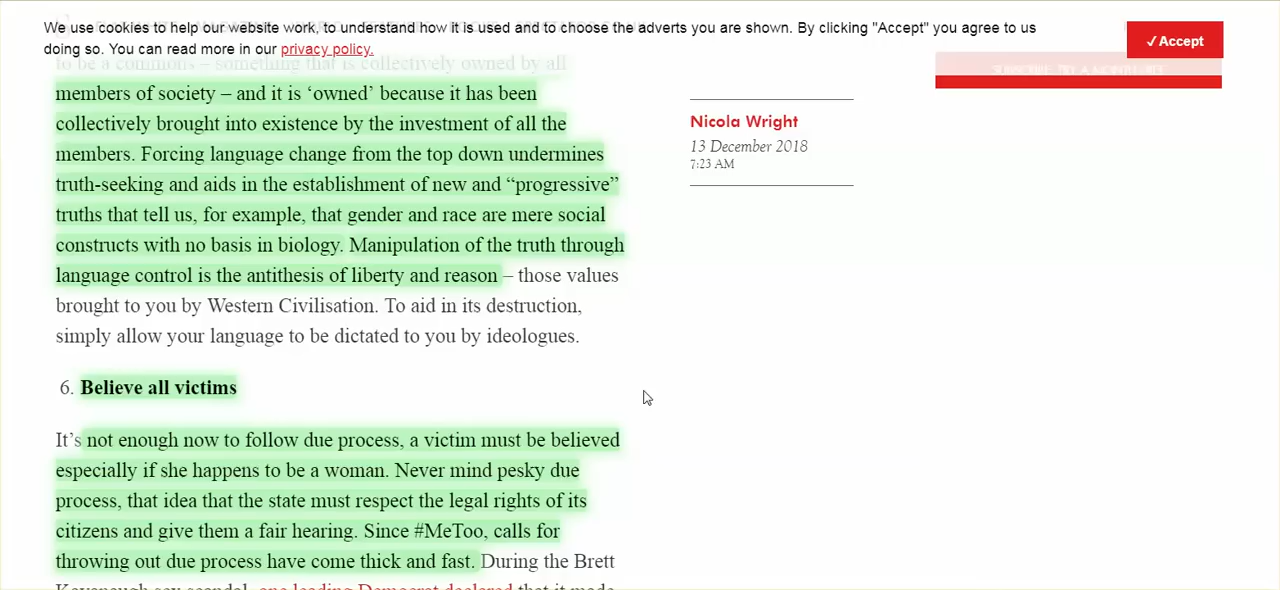 We use cookies to help our website work, to understand how it is used and to choose the adverts you are shown. By clicking "Accept" you agree to us
doing so. You can read more in our privacy policy.
✓Accept
to be a commons – something that is collectively owned by all
members of society – and it is ‘owned’ because it has been
collectively brought into existence by the investment of all the
members. Forcing language change from the top down undermines
truth-seeking and aids in the establishment of new and “progressive”
truths that tell us, for example, that gender and race are mere social
constructs with no basis in biology. Manipulation of the truth through
language control is the antithesis of liberty and reason – those values
brought to you by Western Civilisation. To aid in its destruction,
simply allow your language to be dictated to you by ideologues.
6. Believe all victims
It’s not enough now to follow due process, a victim must be believed
especially if she happens to be a woman. Never mind pesky due
process, that idea that the state must respect the legal rights of its
citizens and give them a fair hearing. Since #MeToo, calls for
throwing out due process have come thick and fast. During the Brett
Kavanaugh sex scandal, one leading Democrat declared that it made
Nicola Wright
13 December 2018
7:23 AM